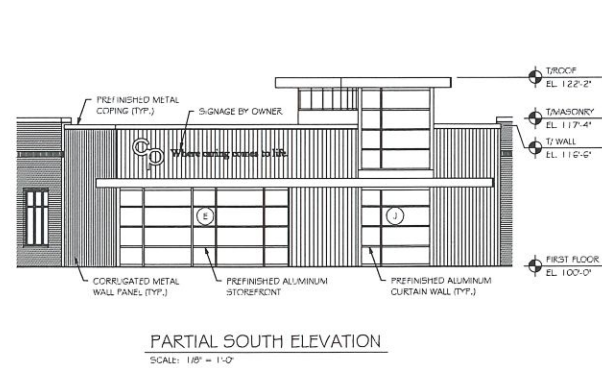 T/ROOF
EL. 122'-2"
PREFINISHED METAL
COPING (TYP.)
SIGNAGE BY OWNER
T/MASONRY
EL. 117'-4"
T/ WALL
EL. 116'-6"
Where caring comes to life.
E
J
FIRST FLOOR
EL. 100'-0"
CORRUGATED METAL
WALL PANEL (TYP.)
PREFINISHED ALUMINUM
STOREFRONT
PREFINISHED ALUMINUM
CURTAIN WALL (TYP.)
PARTIAL SOUTH ELEVATION
SCALE: 1/8" = 1'-0"